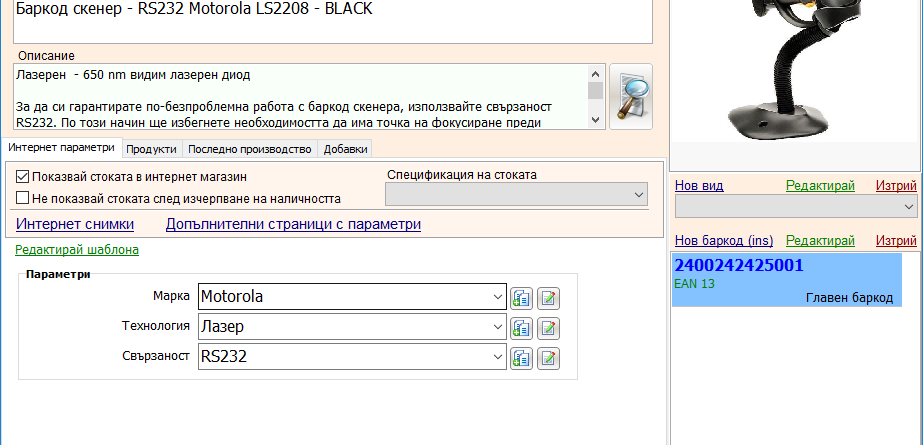 Баркод скенер - RS232 Motorola LS2208 - BLACK
Описание
Лазерен - 650 nm видим лазерен диод
За да си гарантирате по-безпроблемна работа с баркод скенера, използвайте свързаност
RS232. По този начин ще избегнете необходимостта да има точка на фокусиране преди
Интернет параметри
Продукти
Последно производство
Добавки
Показвай стоката в интернет магазин
Не показвай стоката след изчерпване на наличността
Спецификация на стоката
Интернет снимки
Допълнителни страници с параметри
Редактирай шаблона
Параметри
Марка
Motorola
Технология
Лазер
Свързаност
RS232
Нов вид
Редактирай
Изтрий
Нов баркод (ins)
Редактирай
Изтрий
2400242425001
EAN 13
Главен баркод